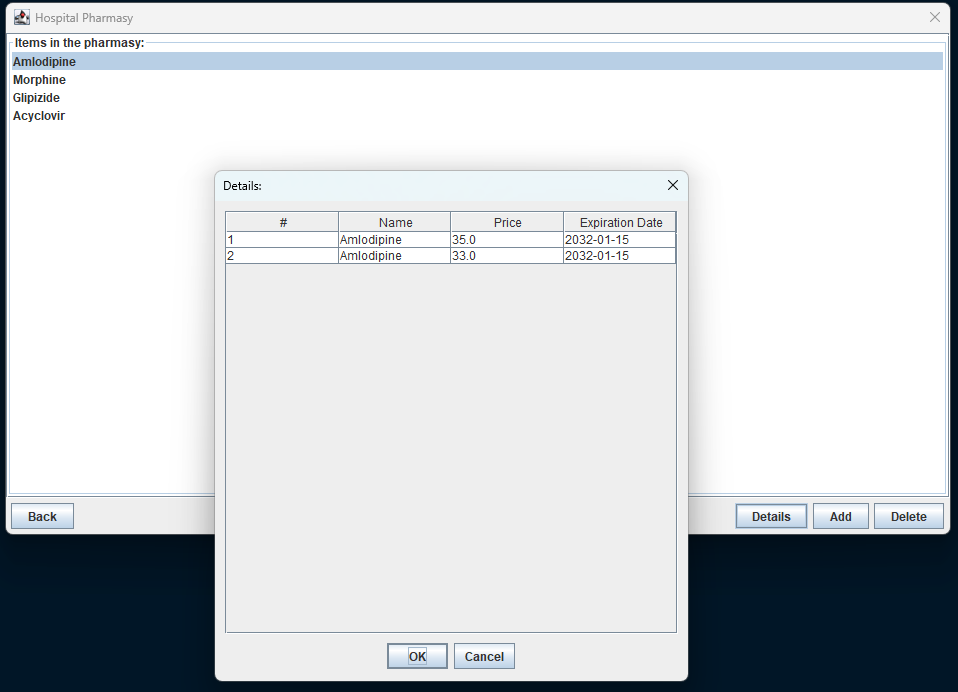 Hospital Pharmasy
Items in the pharmasy:
Amlodipine
Morphine
Glipizide
Acyclovir
Details:
# Name Price Expiration Date
1 Amlodipine 35.0 2032-01-15
2 Amlodipine 33.0 2032-01-15
Back Details Add Delete
OK Cancel